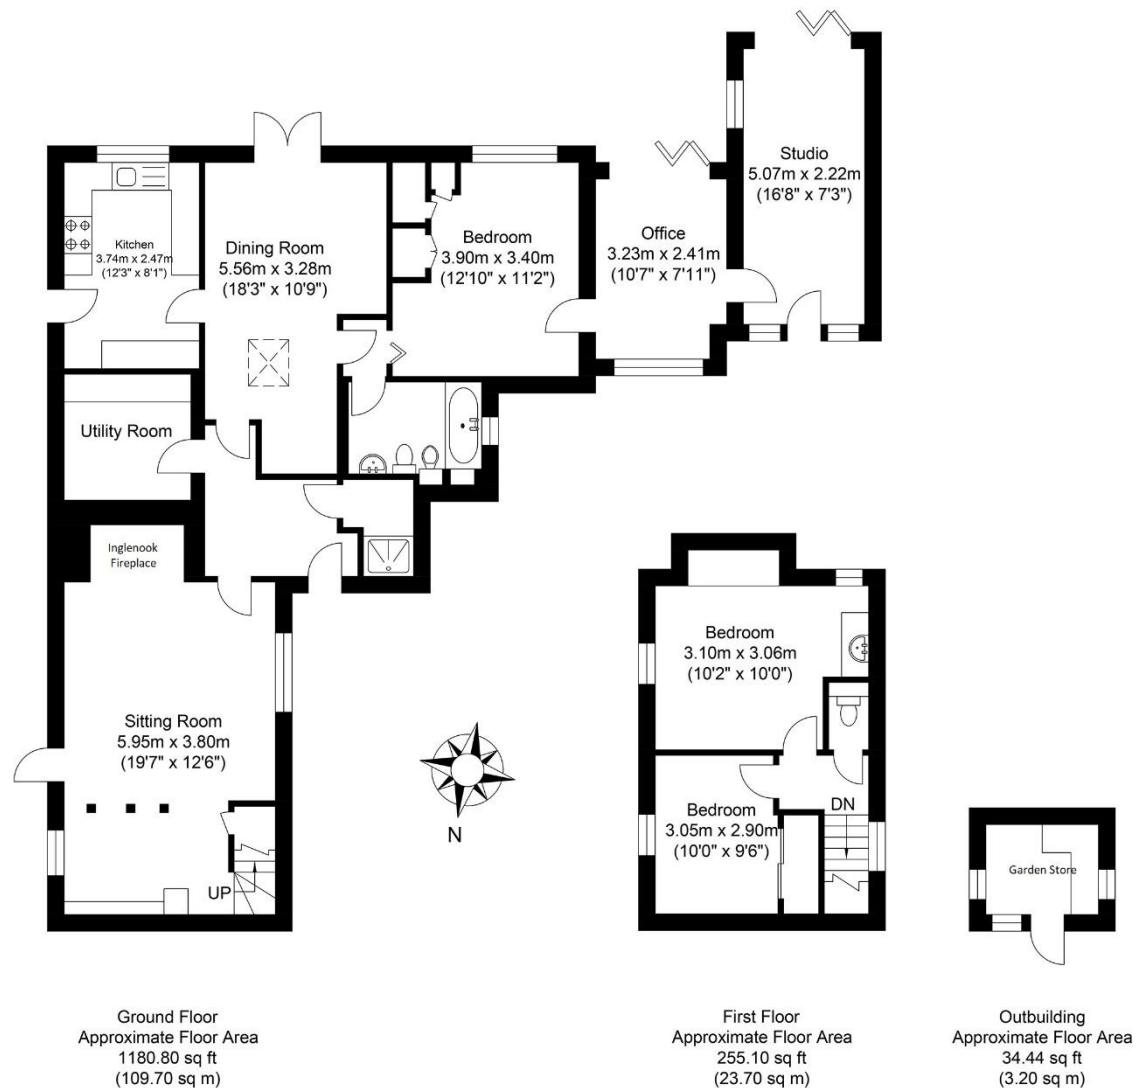 Studio
5.07m x 2.22m
(16'8" x 7'3")
Kitchen
3.74m x 2.47m
(12'3" x 8'1")
Dining Room
5.56m x 3.28m
(18'3" x 10'9")
Bedroom
3.90m x 3.40m
(12'10" x 11'2")
Office
3.23m x 2.41m
(10'7" x 7'11")
Utility Room
Inglenook
Fireplace
Sitting Room
5.95m x 3.80m
(19'7" x 12'6")
UP
N
Bedroom
3.10m x 3.06m
(10'2" x 10'0")
Bedroom
3.05m x 2.90m
(10'0" x 9'6")
DN
Garden Store
Ground Floor
Approximate Floor Area
1180.80 sq ft
(109.70 sq m)
First Floor
Approximate Floor Area
255.10 sq ft
(23.70 sq m)
Outbuilding
Approximate Floor Area
34.44 sq ft
(3.20 sq m)